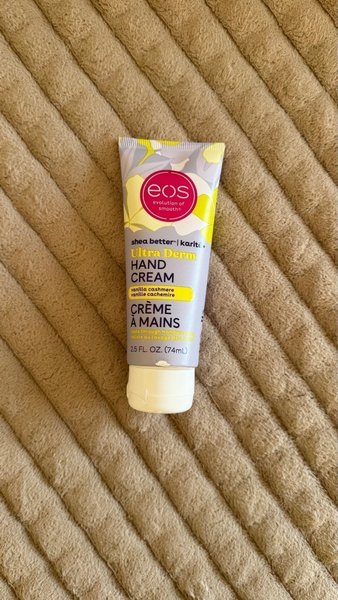 eos
evolution of
smooth®
shea better™ | karité
Ultra Derm
HAND
CREAM
vanilla cashmere
vanille cachemire
CRÈME
À MAINS
2.5 FL. OZ. (74mL)